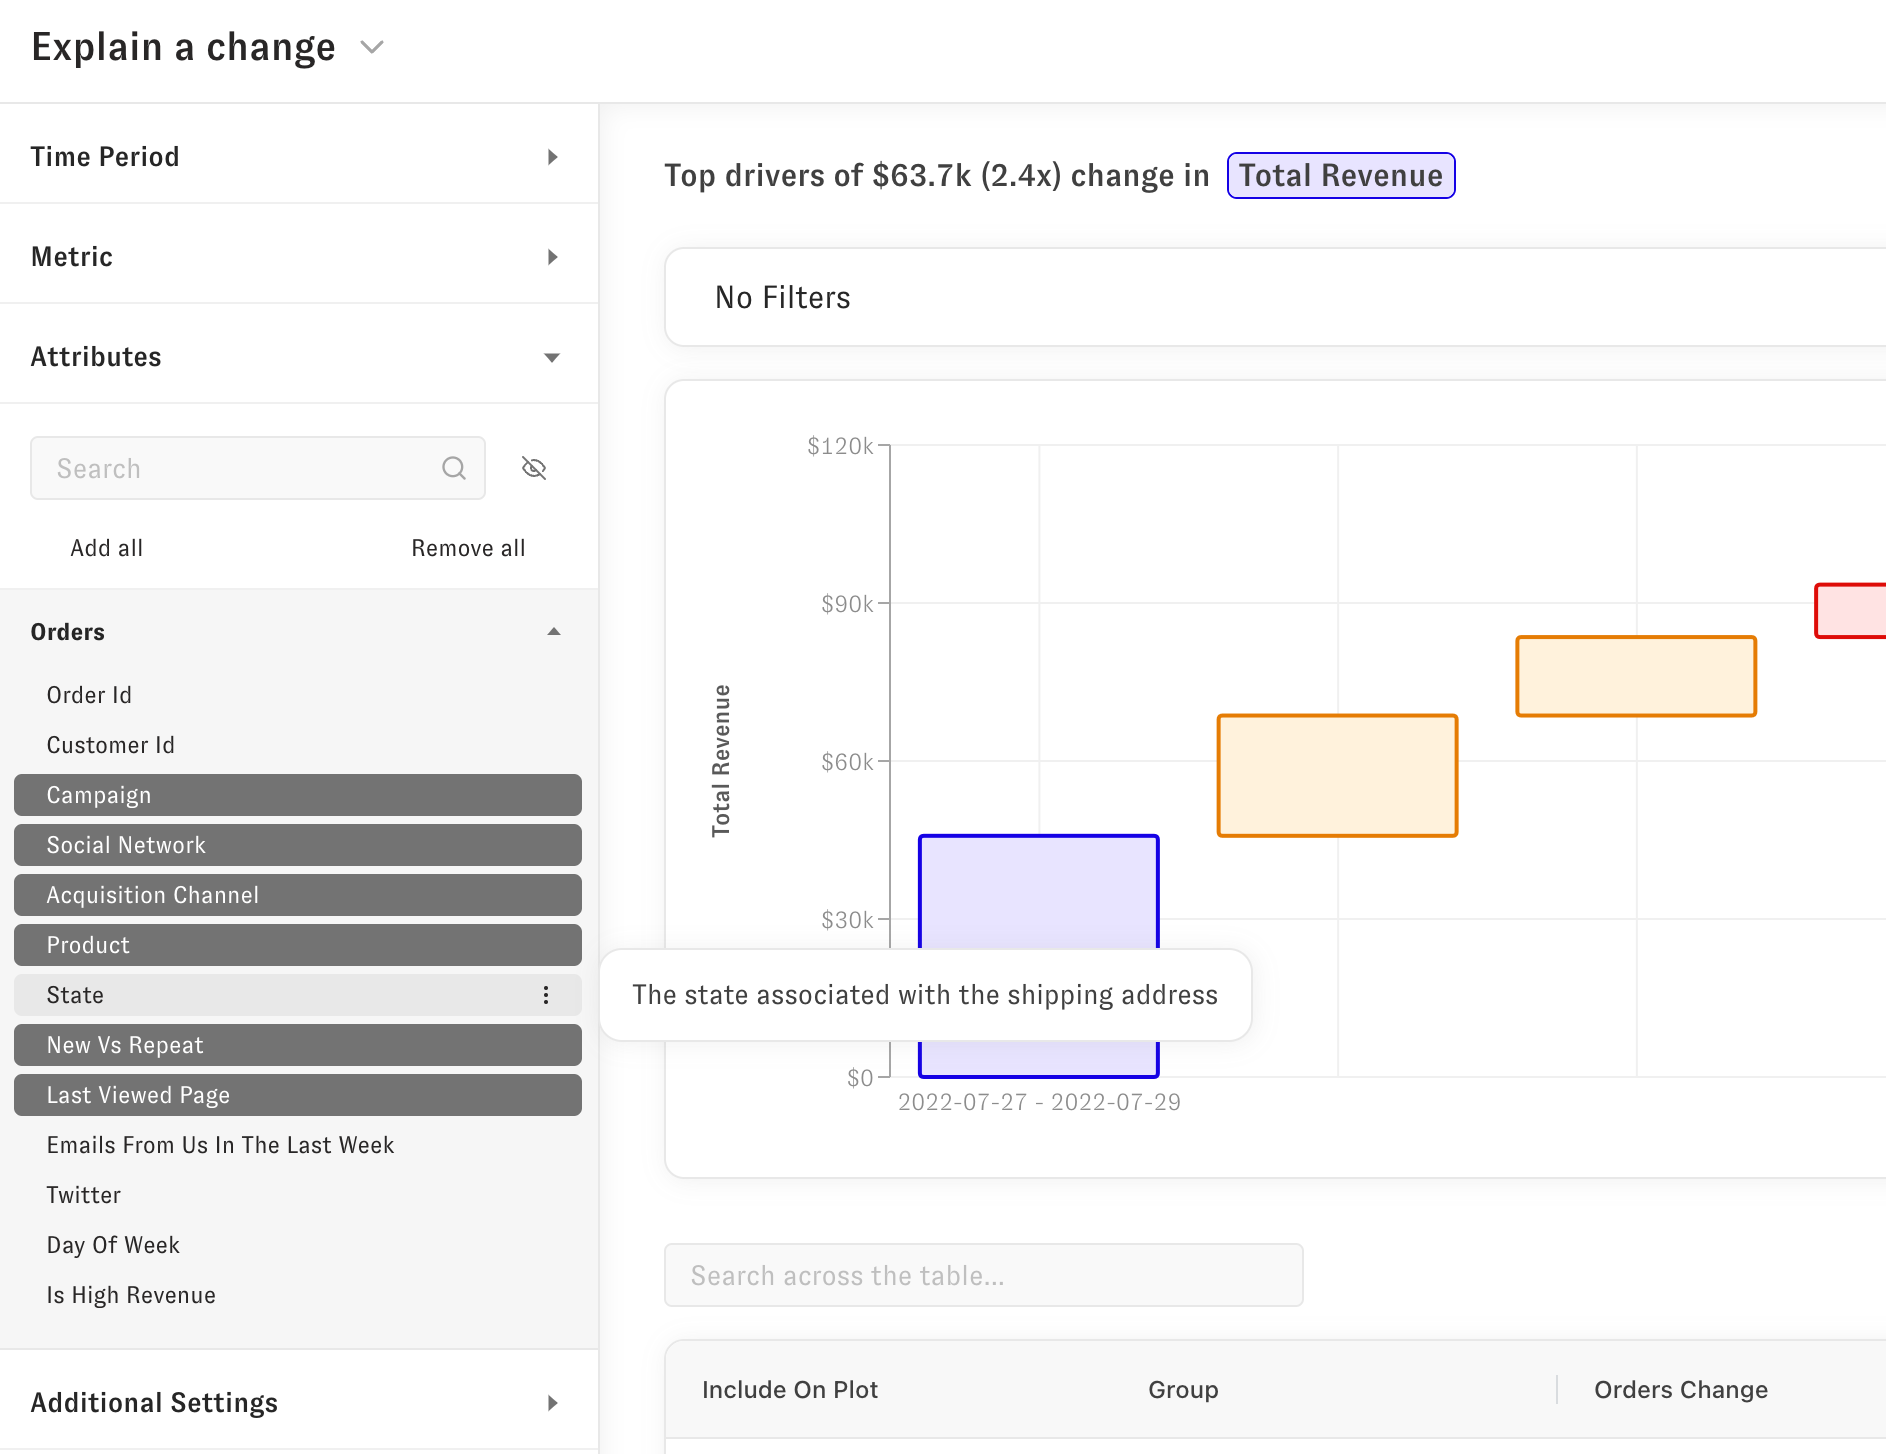 Explain a change
Time Period
Metric
Attributes
Search
Add all
Remove all
Orders
Order Id
Customer Id
Campaign
Social Network
Acquisition Channel
Product
State
New Vs Repeat
Last Viewed Page
Emails From Us In The Last Week
Twitter
Day Of Week
Is High Revenue
Additional Settings
Top drivers of $63.7k (2.4x) change in Total Revenue
No Filters
Total Revenue
$120k
$90k
$60k
$30k
$0
2022-07-27 - 2022-07-29
The state associated with the shipping address
Search across the table...
Include On Plot
Group
Orders Change